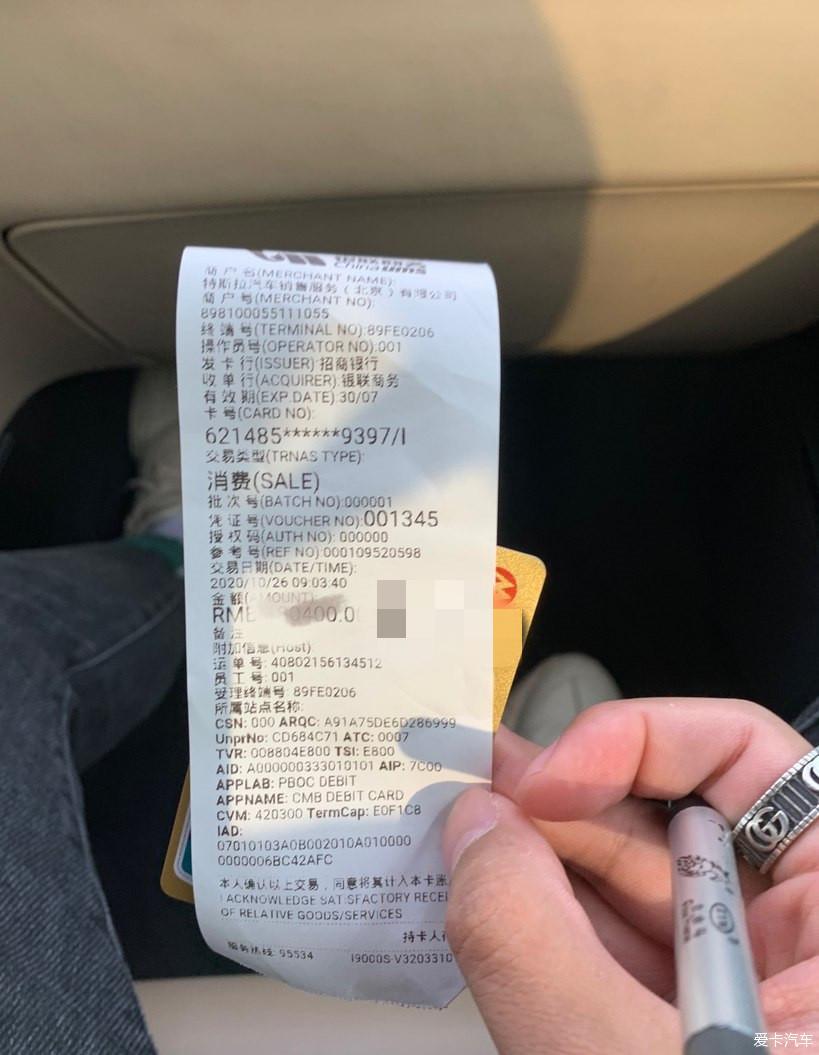 China ums
商 户 名(MERCHANT NAME):
特斯拉汽车销售服务（北京）有限公司
商 户 号(MERCHANT NO):
898100055111055
终 端 号(TERMINAL NO):89FE0206
操作员号(OPERATOR NO):001
发 卡 行(ISSUER):招商银行
收 单 行(ACQUIRER):银联商务
有 效 期(EXP.DATE):30/07
卡 号(CARD NO):
621485******9397/I
交易类型(TRNAS TYPE):
消费(SALE)
批 次 号(BATCH NO):000001
凭 证 号(VOUCHER NO):001345
授 权 码(AUTH NO):000000
参 考 号(REF NO):000109520598
交易日期(DATE/TIME):
2020/10/26 09:03:40
金 额(AMOUNT):
RMB 0400.0
备 注
附加信息(Host)
运 单 号: 40802156134512
员 工 号: 001
受理终端号: 89FE0206
所属站点名称:
CSN: 000 ARQC: A91A75DE6D286999
UnprNo: CD684C71 ATC: 0007
TVR: 008804E800 TSI: E800
AID: A000000333010101 AIP: 7C00
APPLAB: PBOC DEBIT
APPNAME: CMB DEBIT CARD
CVM: 420300 TermCap: E0F1C8
IAD:
07010103A0B002010A010000
0000006BC42AFC
本人确认以上交易，同意将其计入本卡账
I ACKNOWLEDGE SATISFACTORY RECEI
OF RELATIVE GOODS/SERVICES
持卡人
服务热线: 95534 I9000S-V3203310
爱卡汽车